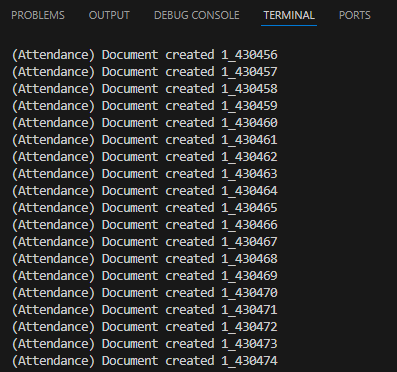 PROBLEMS OUTPUT DEBUG CONSOLE TERMINAL PORTS
(Attendance) Document created 1_430456
(Attendance) Document created 1_430457
(Attendance) Document created 1_430458
(Attendance) Document created 1_430459
(Attendance) Document created 1_430460
(Attendance) Document created 1_430461
(Attendance) Document created 1_430462
(Attendance) Document created 1_430463
(Attendance) Document created 1_430464
(Attendance) Document created 1_430465
(Attendance) Document created 1_430466
(Attendance) Document created 1_430467
(Attendance) Document created 1_430468
(Attendance) Document created 1_430469
(Attendance) Document created 1_430470
(Attendance) Document created 1_430471
(Attendance) Document created 1_430472
(Attendance) Document created 1_430473
(Attendance) Document created 1_430474